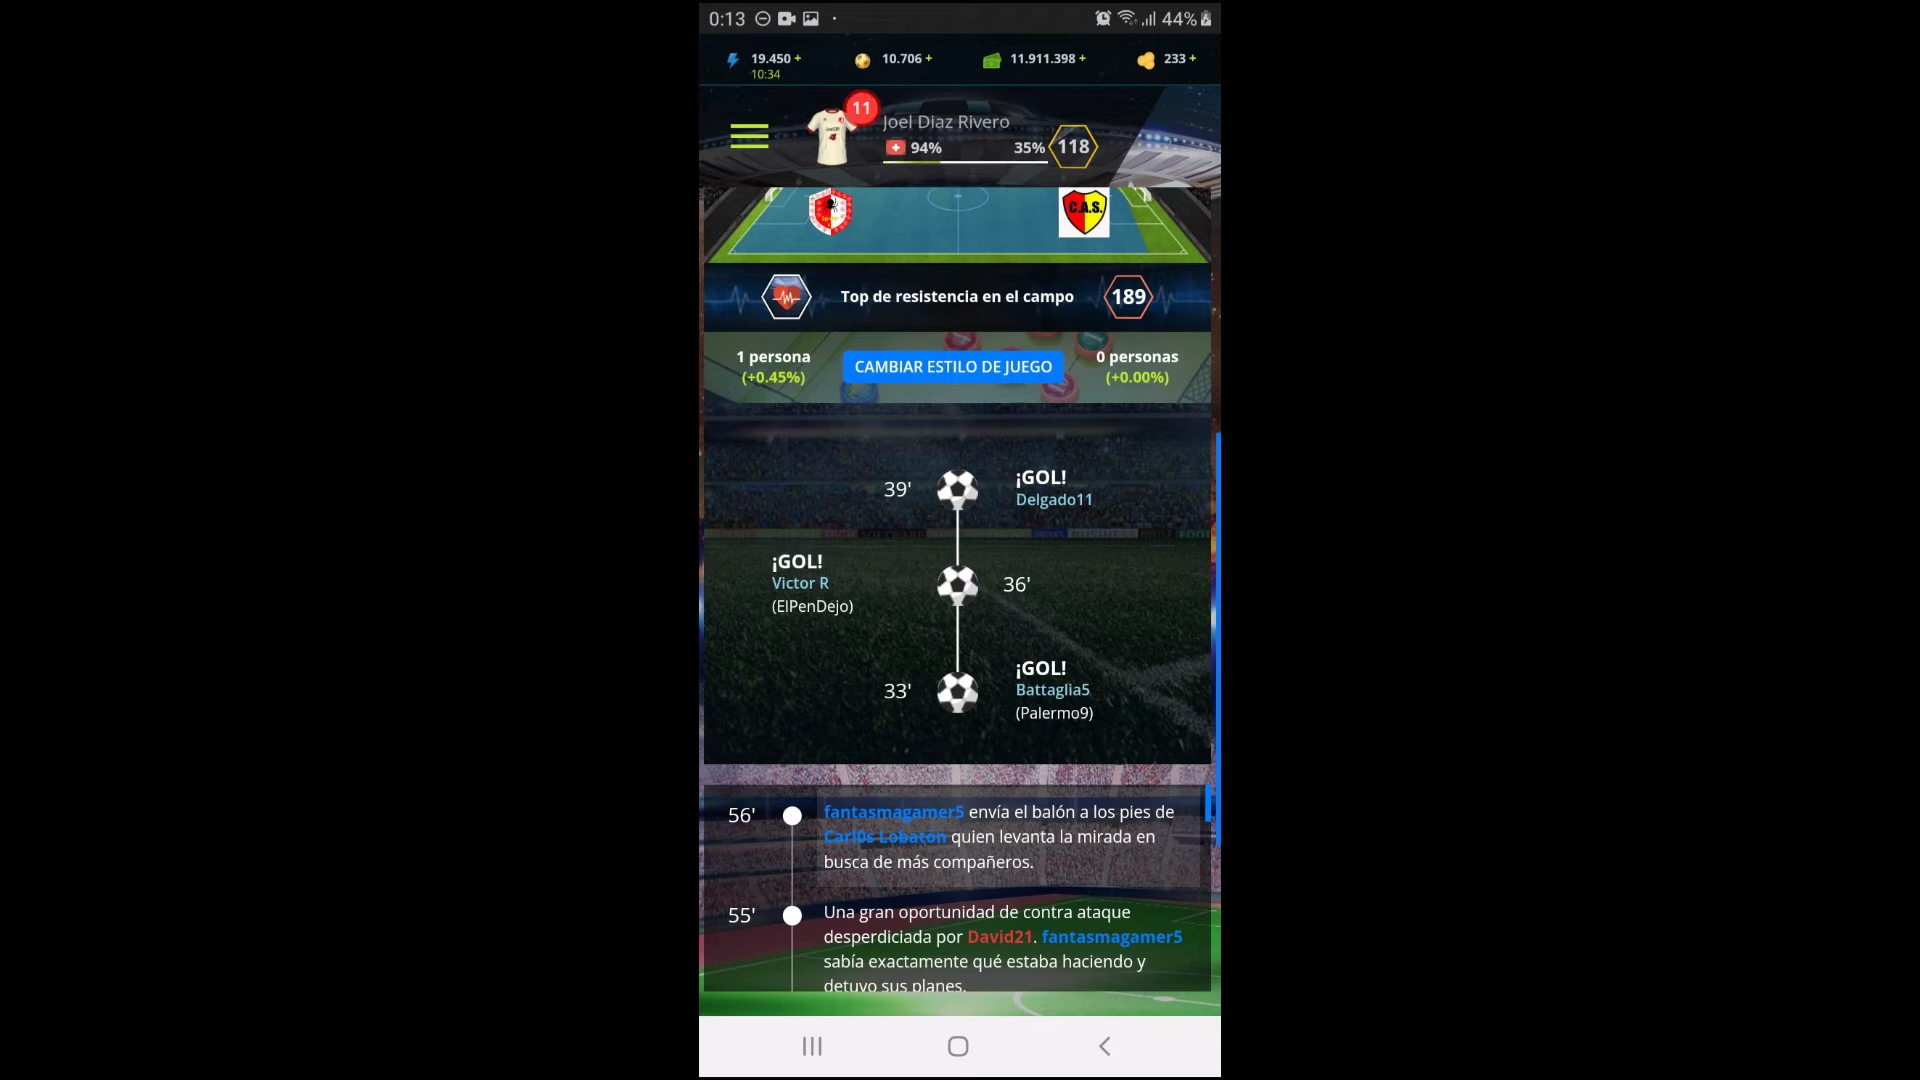 0:13
44%
19.450 +
10:34
10.706 +
11.911.398 +
233 +
11
Joel Diaz Rivero
94%
35%
118
C.A.S.
Top de resistencia en el campo
189
1 persona
(+0.45%)
CAMBIAR ESTILO DE JUEGO
0 personas
(+0.00%)
39'
¡GOL!
Delgado11
¡GOL!
Victor R
(ElPenDejo)
36'
33'
¡GOL!
Battaglia5
(Palermo9)
56'
fantasmagamer5 envía el balón a los pies de
Carl0s Lobatón quien levanta la mirada en
busca de más compañeros.
55'
Una gran oportunidad de contra ataque
desperdiciada por David21. fantasmagamer5
sabía exactamente qué estaba haciendo y
detuvo sus planes.